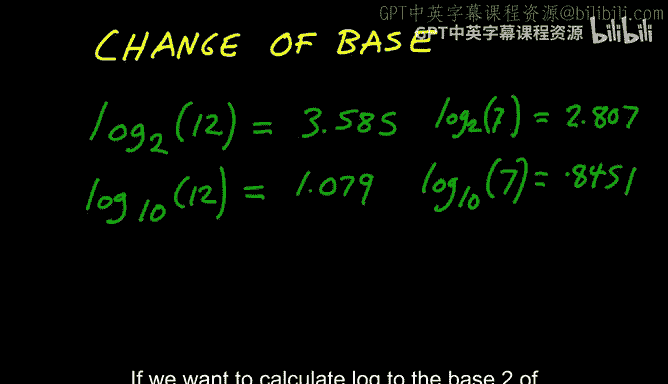 GPT中英字幕课程资源@bilibili.com
GPT中英字幕课程资源 bilibili
CHANGE OF BASE
log₂(12) = 3.585 log₂(7) = 2.807
log₁₀(12) = 1.079 log₁₀(7) = .8451
If we want to calculate log to the base 2 of